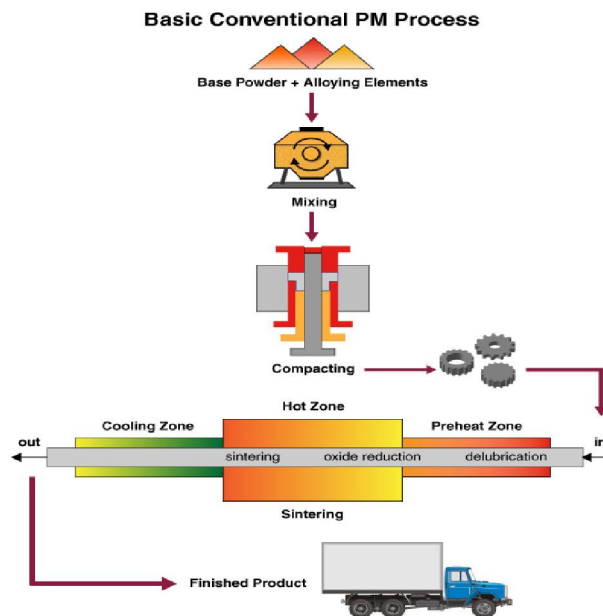 Basic Conventional PM Process
Base Powder + Alloying Elements
Mixing
Compacting
Hot Zone
Cooling Zone
Preheat Zone
out
in
sintering
oxide reduction
delubrication
Sintering
Finished Product